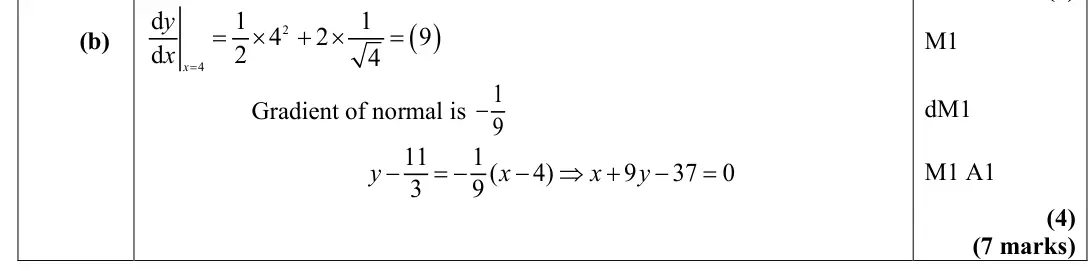 (b) dy/dx|x=4 = 1/2 × 4² + 2 × 1/√4 = (9) M1
Gradient of normal is −1/9 dM1
y − 11/3 = −1/9 (x − 4) ⇒ x + 9y − 37 = 0 M1 A1
(4)
(7 marks)